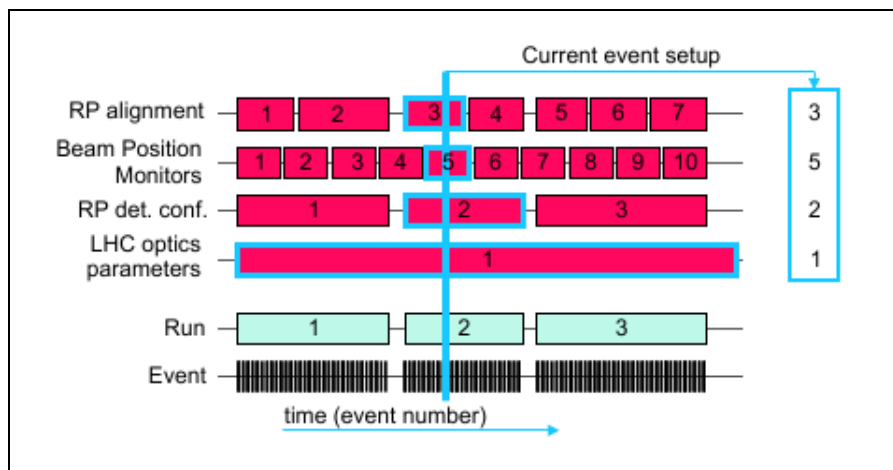 Current event setup
RP alignment 1 2 3 4 5 6 7 3
Beam Position
Monitors 1 2 3 4 5 6 7 8 9 10 5
RP det. conf. 1 2 3 2
LHC optics
parameters 1 1
Run 1 2 3
Event
time (event number)